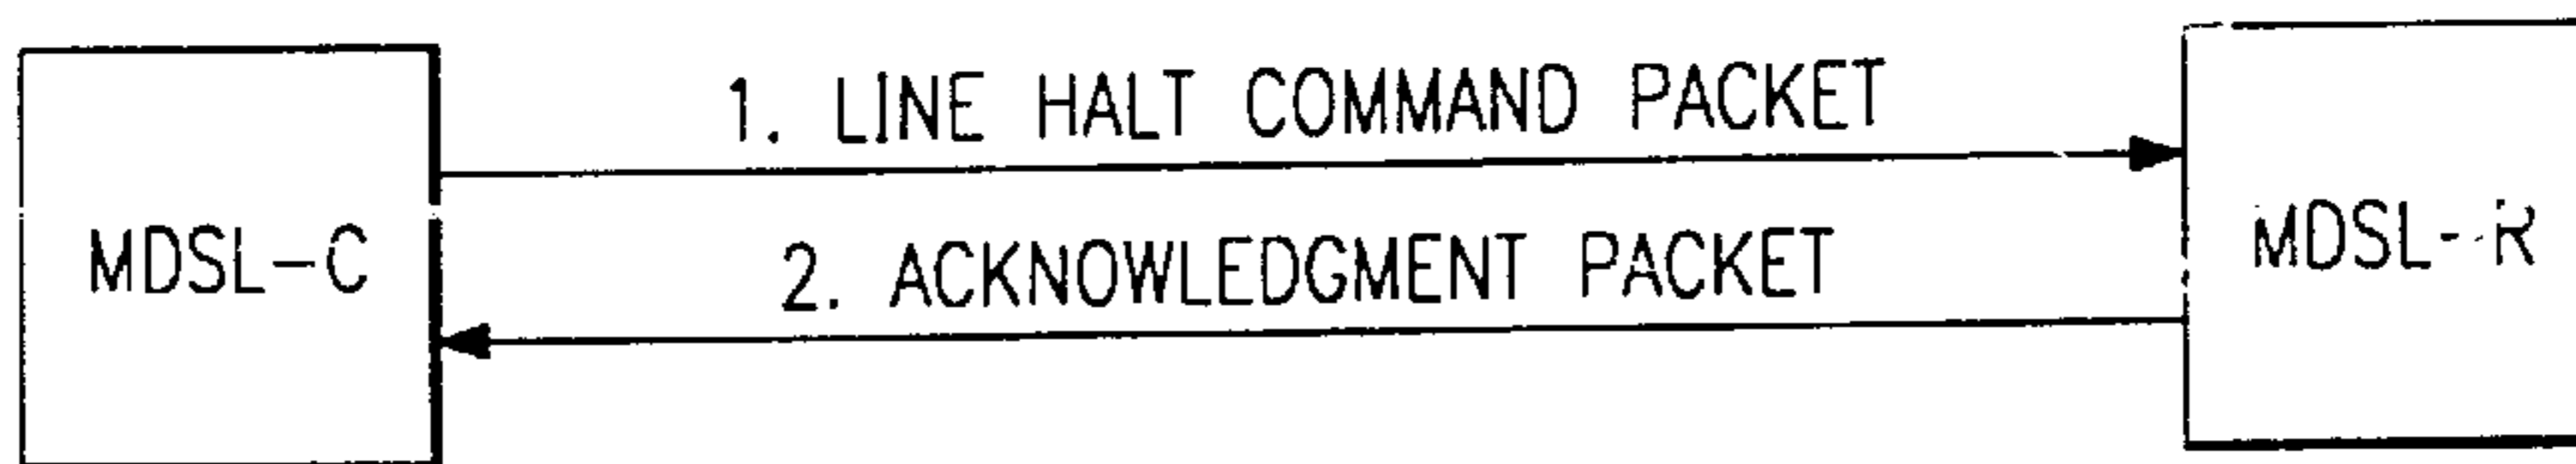 1. LINE HALT COMMAND PACKET
MDSL-C
2. ACKNOWLEDGMENT PACKET
MDSL-R